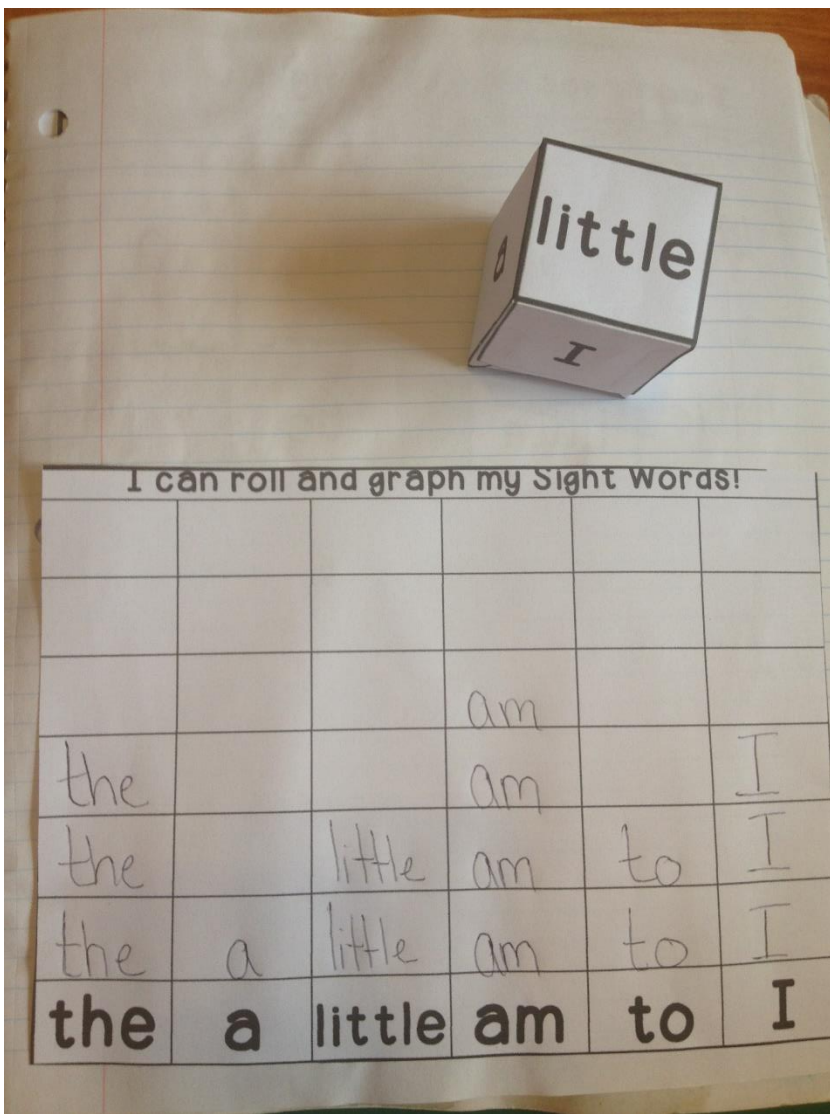 little
a
I
I can roll and graph my Sight Words!
am
the am I
the little am to I
the a little am to I
the a little am to I